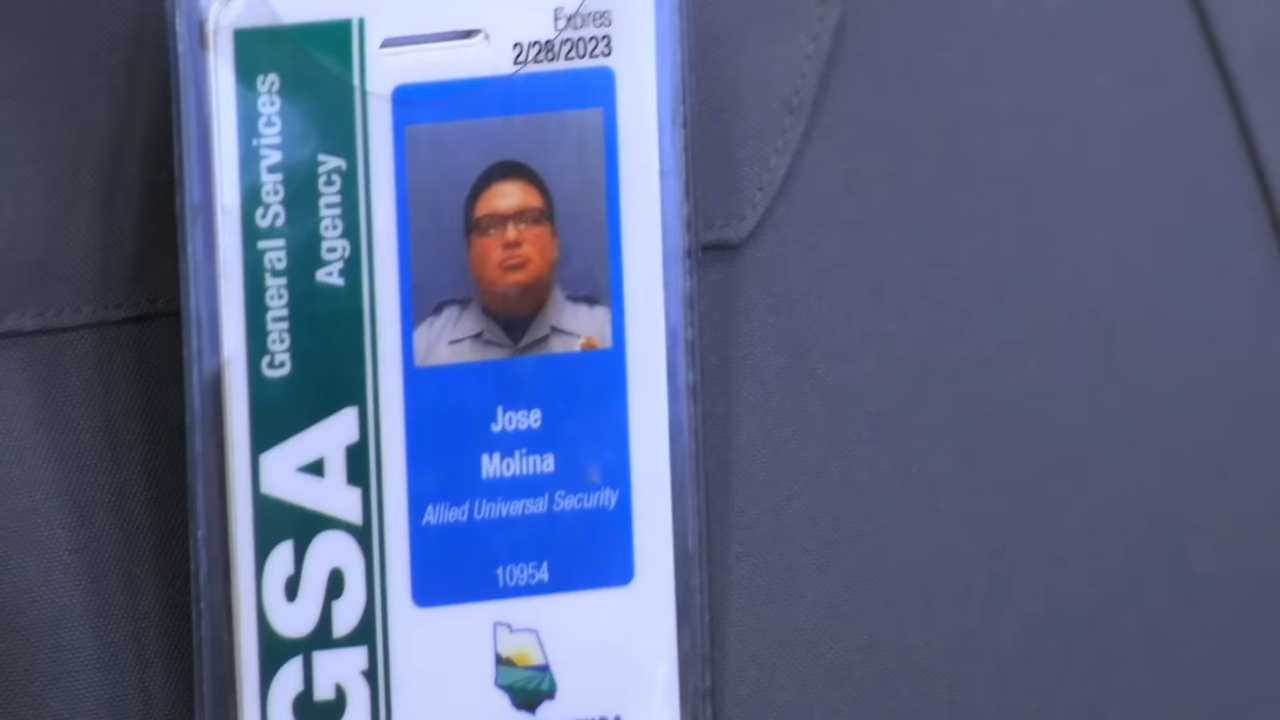 Expires
2/28/2023
General Services
Agency
GSA
Jose
Molina
Allied Universal Security
10954